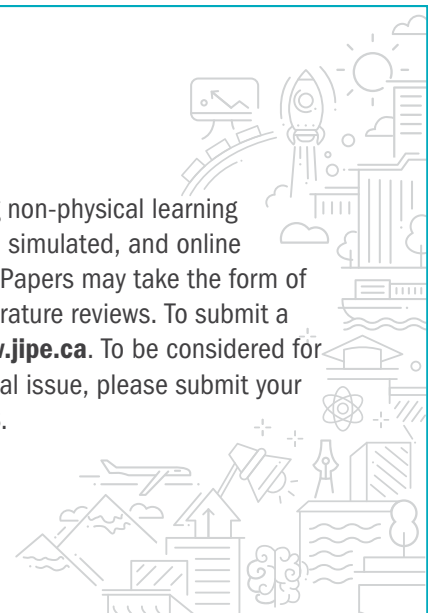 non-physical learning
simulated, and online
Papers may take the form of
rature reviews. To submit a
.jipe.ca. To be considered for
al issue, please submit your